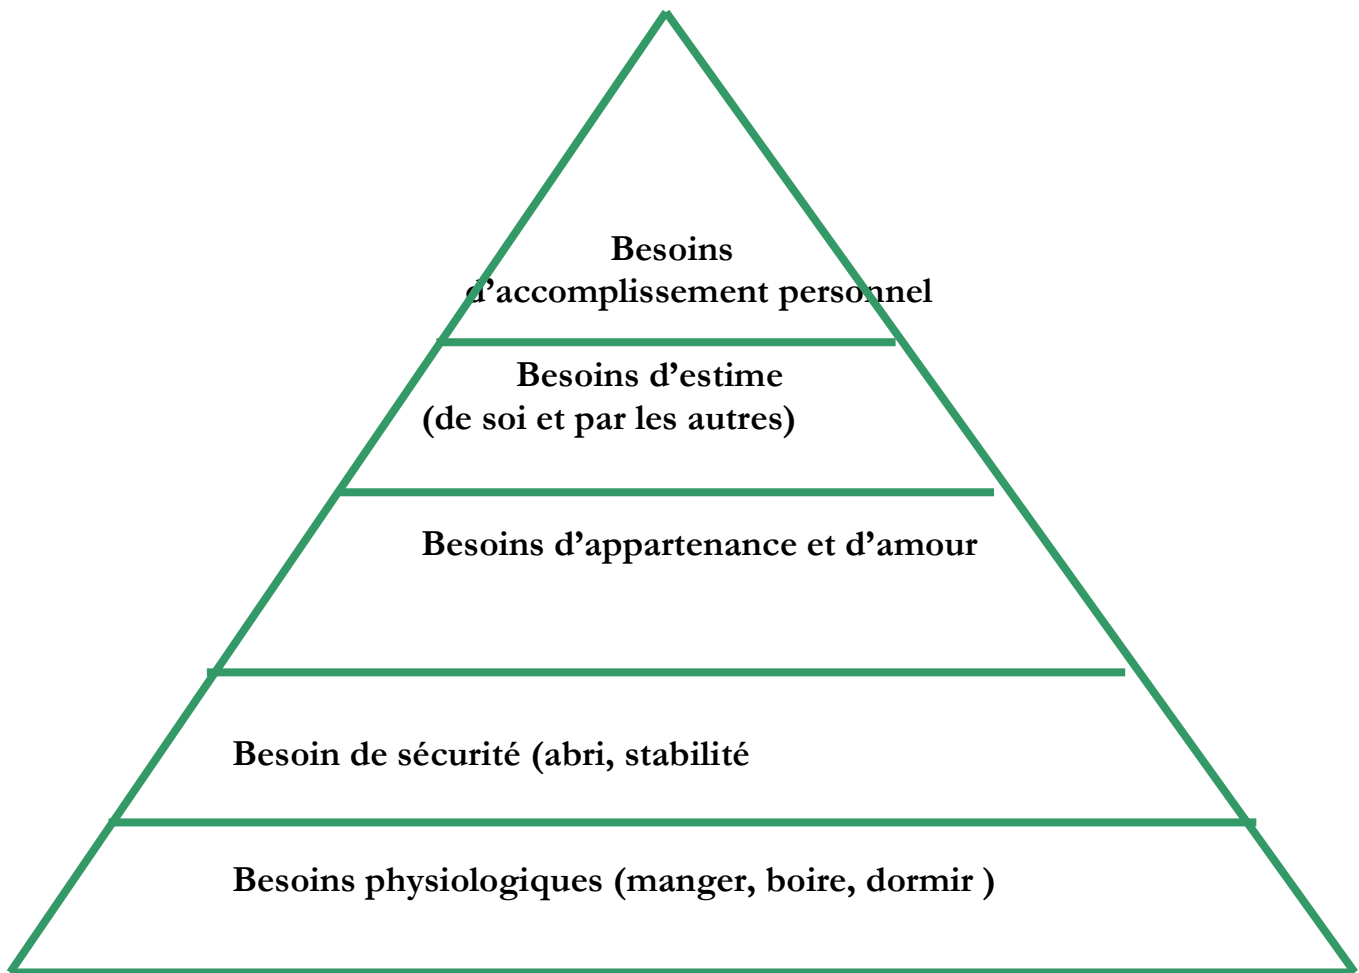 Besoins
d’accomplissement personnel
Besoins d’estime
(de soi et par les autres)
Besoins d’appartenance et d’amour
Besoin de sécurité (abri, stabilité
Besoins physiologiques (manger, boire, dormir )